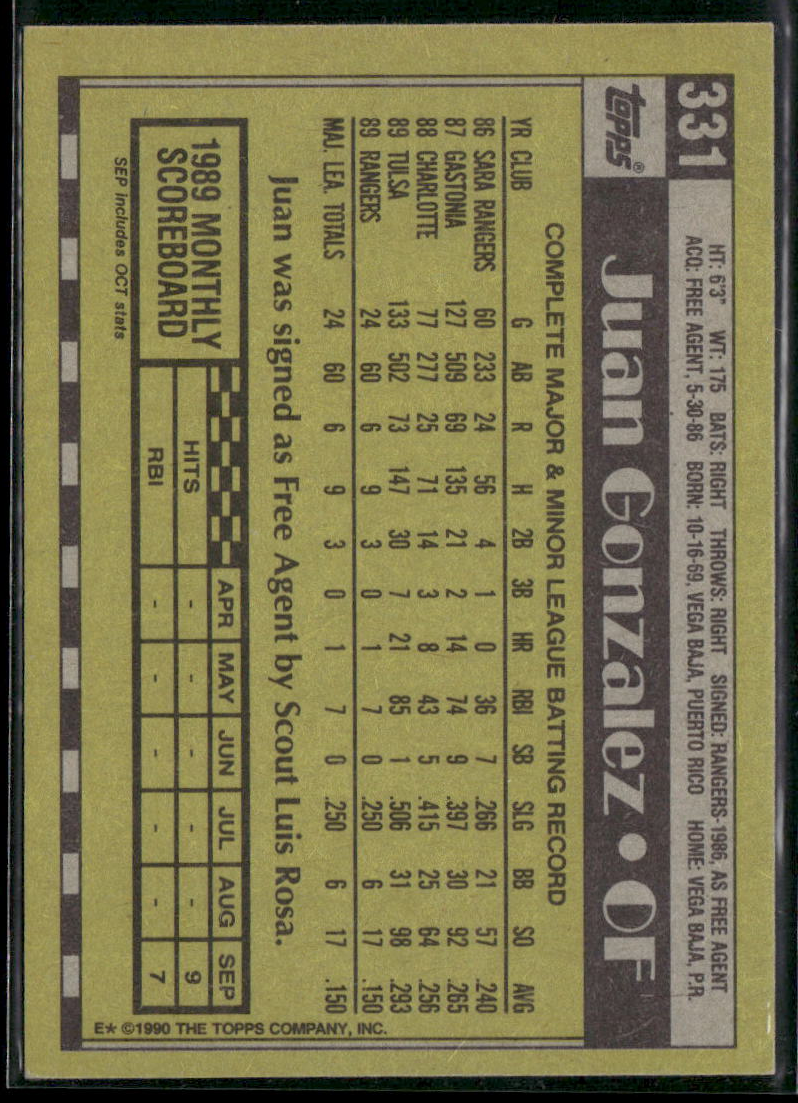 331
HT: 6'3" WT: 175 BATS: RIGHT THROWS: RIGHT SIGNED: RANGERS-1986, AS FREE AGENT
ACQ: FREE AGENT, 5-30-86 BORN: 10-16-69, VEGA BAJA, PUERTO RICO HOME: VEGA BAJA, P.R.
TOPPS®
Juan Gonzalez • OF
COMPLETE MAJOR & MINOR LEAGUE BATTING RECORD
YR CLUB G AB R H 2B 3B HR RBI SB SLG BB SO AVG
86 SARA RANGERS 60 233 24 56 4 1 0 36 7 .266 21 57 .240
87 GASTONIA 127 509 69 135 21 2 14 74 9 .397 30 92 .265
88 CHARLOTTE 77 277 25 71 14 3 8 43 5 .415 25 64 .256
89 TULSA 133 502 73 147 30 7 21 85 1 .506 31 98 .293
89 RANGERS 24 60 6 9 3 0 1 7 0 .250 6 17 .150
MAJ. LEA. TOTALS 24 60 6 9 3 0 1 7 0 .250 6 17 .150
Juan was signed as Free Agent by Scout Luis Rosa.
1989 MONTHLY
SCOREBOARD
APR MAY JUN JUL AUG SEP
HITS - - - - - 9
RBI - - - - - 7
SEP includes OCT stats
E* ©1990 THE TOPPS COMPANY, INC.